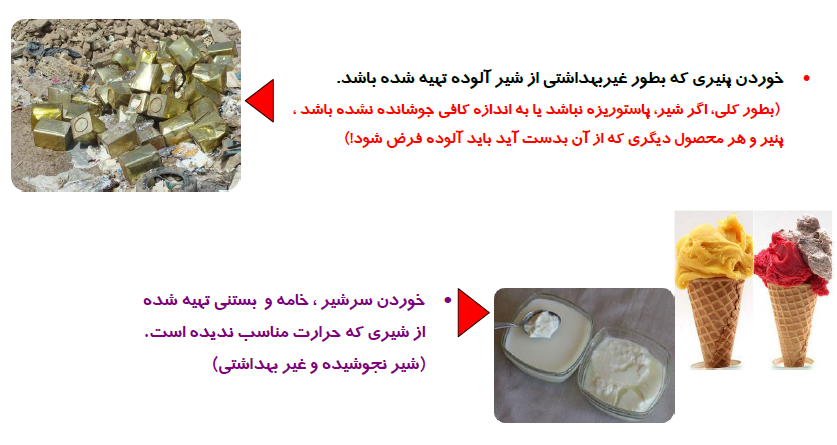 • خوردن پنیری که بطور غیربهداشتی از شیر آلوده تهیه شده باشد.
(بطور کلی، اگر شیر، پاستوریزه نباشد یا به اندازه کافی جوشانده نشده باشد ،
پنیر و هر محصول دیگری که از آن بدست آید باید آلوده فرض شود!)
• خوردن سرشیر ، خامه و بستنی تهیه شده
از شیری که حرارت مناسب ندیده است.
(شیر نجوشیده و غیر بهداشتی)